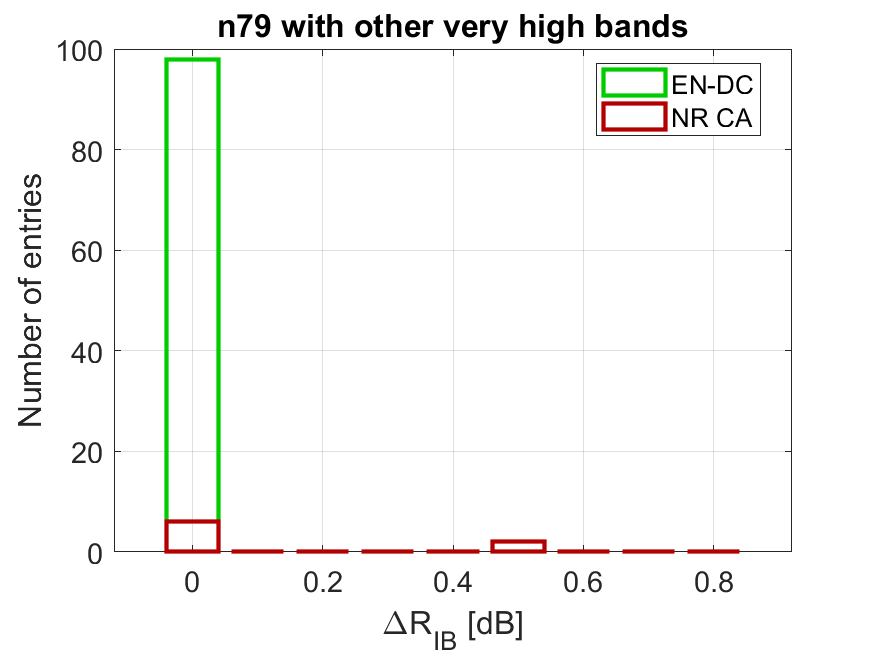 n79 with other very high bands
100
80
60
40
20
0
Number of entries
EN-DC
NR CA
0 0.2 0.4 0.6 0.8
ΔR_IB [dB]